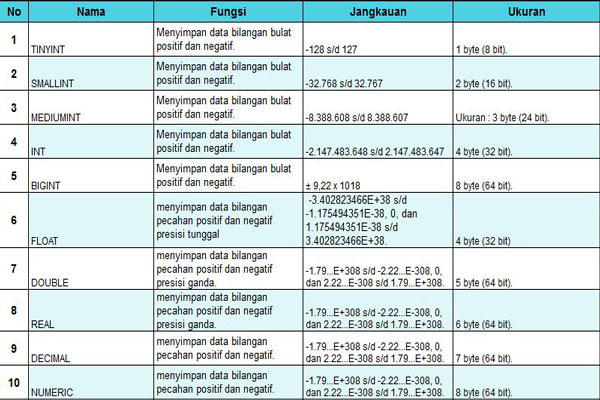 No Nama Fungsi Jangkauan Ukuran
1 TINYINT Menyimpan data bilangan bulat
positif dan negatif. -128 s/d 127 1 byte (8 bit).
2 SMALLINT Menyimpan data bilangan bulat
positif dan negatif. -32.768 s/d 32.767 2 byte (16 bit).
3 MEDIUMINT Menyimpan data bilangan bulat
positif dan negatif. -8.388.608 s/d 8.388.607 Ukuran : 3 byte (24 bit).
4 INT Menyimpan data bilangan bulat
positif dan negatif. -2.147.483.648 s/d 2.147.483.647 4 byte (32 bit).
5 BIGINT Menyimpan data bilangan bulat
positif dan negatif. ± 9,22 x 1018 8 byte (64 bit).
6 FLOAT menyimpan data bilangan
pecahan positif dan negatif
presisi tunggal
-3.402823466E+38 s/d
-1.175494351E-38, 0, dan
1.175494351E-38 s/d
3.402823466E+38. 4 byte (32 bit)
7 DOUBLE menyimpan data bilangan
pecahan positif dan negatif
presisi ganda.
-1.79...E+308 s/d -2.22...E-308, 0,
dan 2.22...E-308 s/d 1.79...E+308. 5 byte (64 bit).
8 REAL menyimpan data bilangan
pecahan positif dan negatif
presisi ganda.
-1.79...E+308 s/d -2.22...E-308, 0,
dan 2.22...E-308 s/d 1.79...E+308. 6 byte (64 bit).
9 DECIMAL menyimpan data bilangan
pecahan positif dan negatif.
-1.79...E+308 s/d -2.22...E-308, 0,
dan 2.22...E-308 s/d 1.79...E+308. 7 byte (64 bit).
10 NUMERIC menyimpan data bilangan
pecahan positif dan negatif.
-1.79...E+308 s/d -2.22...E-308, 0,
dan 2.22...E-308 s/d 1.79...E+308. 8 byte (64 bit).